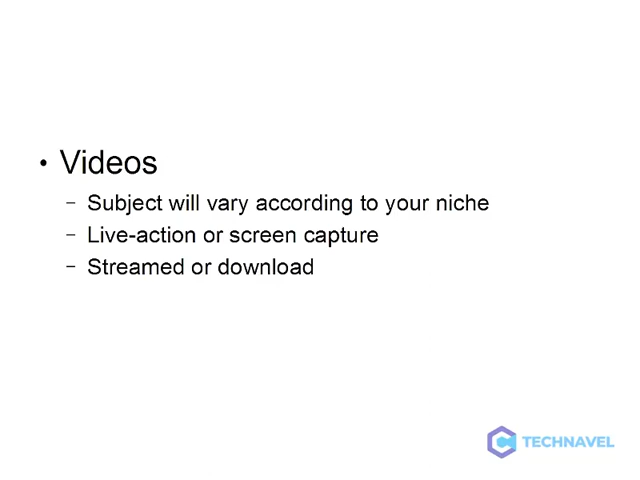 • Videos
– Subject will vary according to your niche
– Live-action or screen capture
– Streamed or download
TECHNAVEL